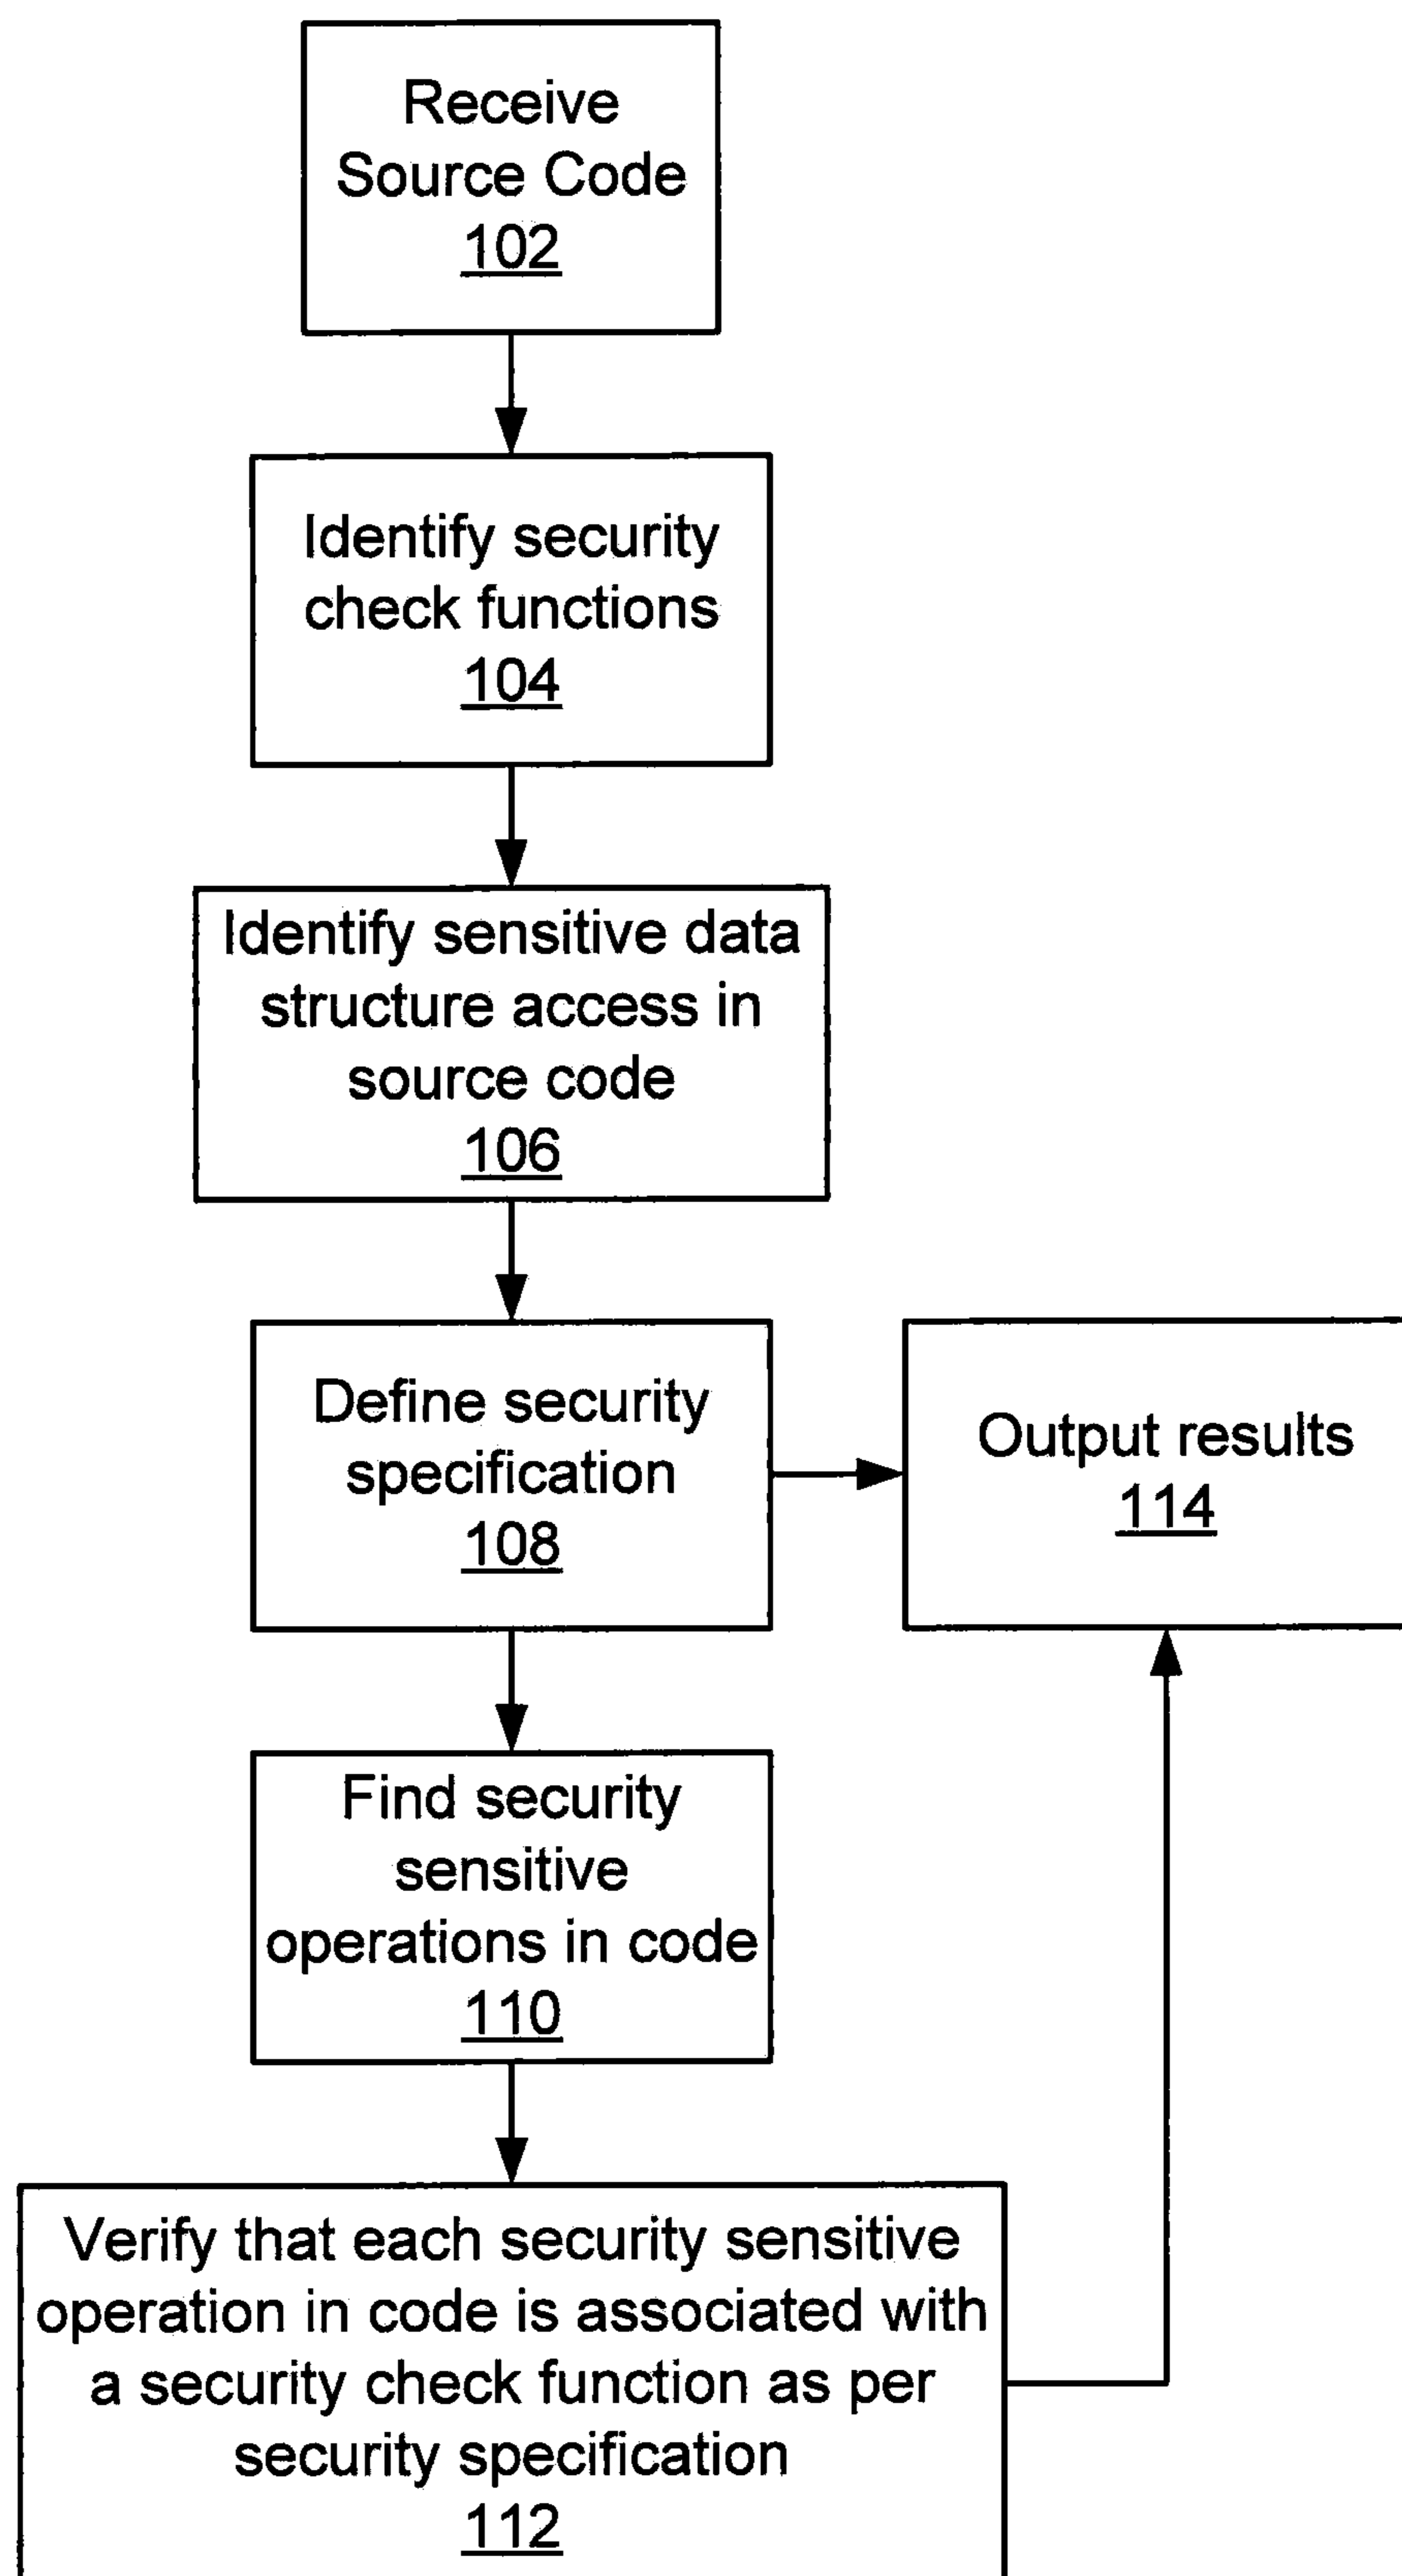 Receive
Source Code
102
Identify security
check functions
104
Identify sensitive data
structure access in
source code
106
Define security
specification
108
Output results
114
Find security
sensitive
operations in code
110
Verify that each security sensitive
operation in code is associated with
a security check function as per
security specification
112